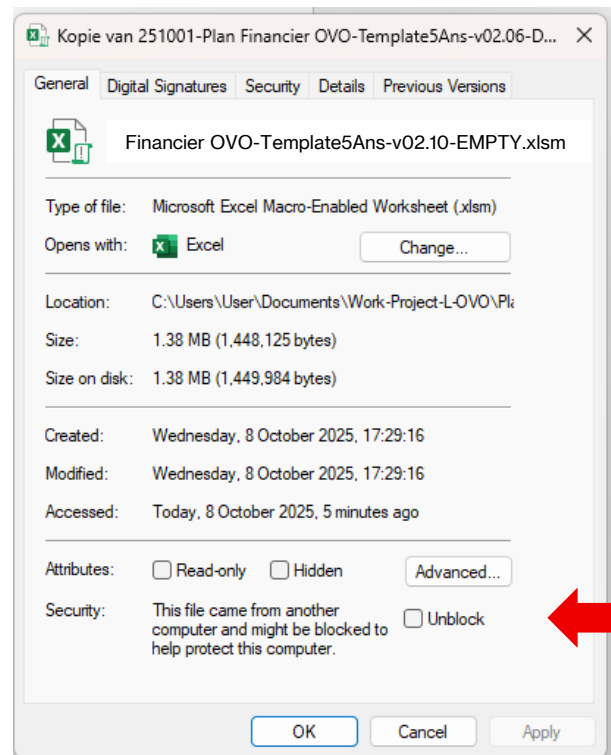 Kopie van 251001-Plan Financier OVO-Template5Ans-v02.06-D...
General Digital Signatures Security Details Previous Versions
Financier OVO-Template5Ans-v02.10-EMPTY.xlsm
Type of file: Microsoft Excel Macro-Enabled Worksheet (.xlsm)
Opens with: Excel Change...
Location: C:\Users\User\Documents\Work-Project-L-OVO\Pla
Size: 1.38 MB (1,448,125 bytes)
Size on disk: 1.38 MB (1,449,984 bytes)
Created: Wednesday, 8 October 2025, 17:29:16
Modified: Wednesday, 8 October 2025, 17:29:16
Accessed: Today, 8 October 2025, 5 minutes ago
Attributes: Read-only Hidden Advanced...
Security: This file came from another
computer and might be blocked to Unblock
help protect this computer.
OK Cancel Apply